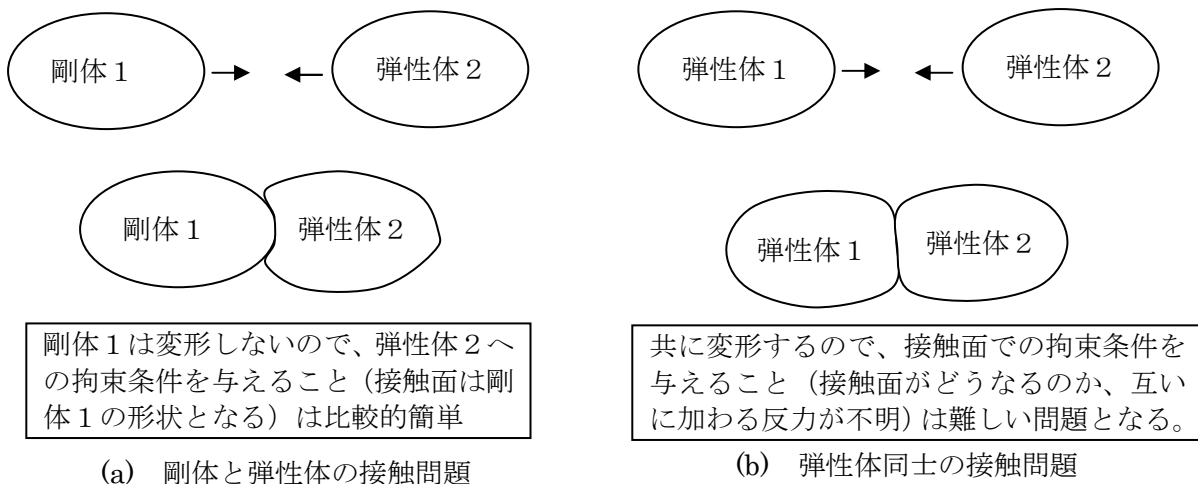 剛体１
弾性体２
剛体１
弾性体２
剛体１は変形しないので、弾性体２へ
の拘束条件を与えること（接触面は剛
体１の形状となる）は比較的簡単
(a) 剛体と弾性体の接触問題
弾性体１
弾性体２
弾性体１
弾性体２
共に変形するので、接触面での拘束条件を
与えること（接触面がどうなるのか、互い
に加わる反力が不明）は難しい問題となる。
(b) 弾性体同士の接触問題